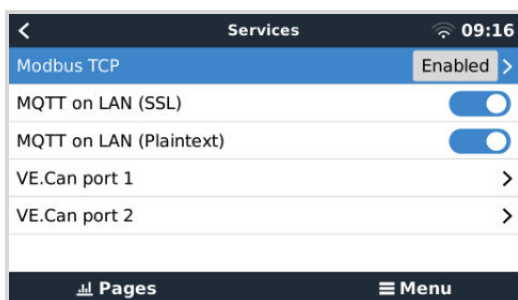 Services 09:16
Modbus TCP Enabled
MQTT on LAN (SSL)
MQTT on LAN (Plaintext)
VE.Can port 1
VE.Can port 2
Pages Menu